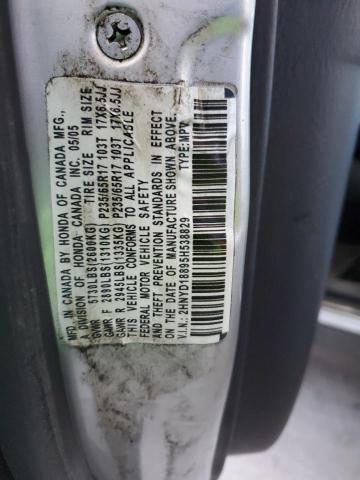 MFD. IN CANADA BY HONDA OF CANADA MFG.,
A DIVISION OF HONDA CANADA INC. 05/05
5730LBS(2600KG) TIRE SIZE RIM SIZE
GVWR
GAWR F 2890LBS(1310KG) P235/65R17 103T 17X6.5JJ
GAWR R 2945LBS(1335KG) P235/65R17 103T 17X6.5JJ
THIS VEHICLE CONFORMS TO ALL APPLICABLE
FEDERAL MOTOR VEHICLE SAFETY
AND THEFT PREVENTION STANDARDS IN EFFECT
ON THE DATE OF MANUFACTURE SHOWN ABOVE.
V.I.N.: 2HNYD18895H538829 TYPE: MPV